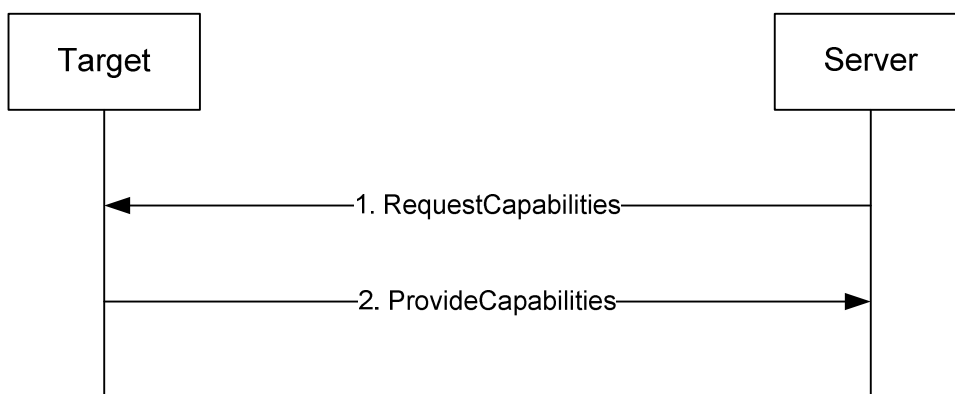 Target
Server
1. RequestCapabilities
2. ProvideCapabilities